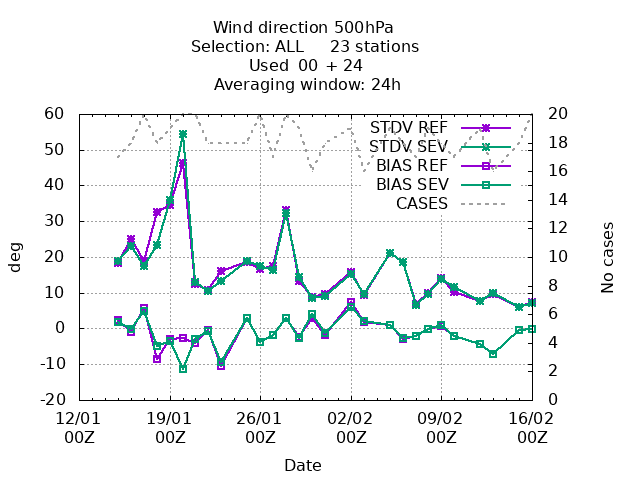 Wind direction 500hPa
Selection: ALL     23 stations
Used  00 + 24
Averaging window: 24h
60
50
40
30
20
10
0
-10
-20
deg
20
18
16
14
12
10
8
6
4
2
0
No cases
STDV REF
STDV SEV
BIAS REF
BIAS SEV
CASES
12/01 19/01 26/01 02/02 09/02 16/02
00Z 00Z 00Z 00Z 00Z 00Z
Date